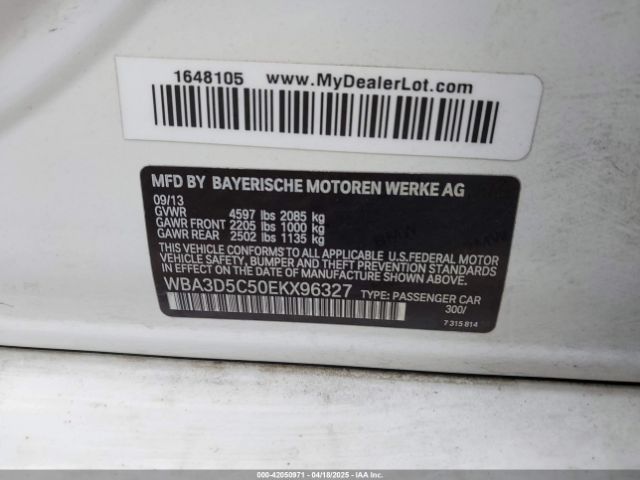 1648105 www.MyDealerLot.com
MFD BY BAYERISCHE MOTOREN WERKE AG
09/13
GVWR 4597 lbs 2085 kg
GAWR FRONT 2205 lbs 1000 kg
GAWR REAR 2502 lbs 1135 kg
THIS VEHICLE CONFORMS TO ALL APPLICABLE U.S.FEDERAL MOTOR
VEHICLE SAFETY, BUMPER AND THEFT PREVENTION STANDARDS
IN EFFECT ON THE DATE OF MANUFACTURE SHOWN ABOVE.
WBA3D5C50EKX96327 TYPE: PASSENGER CAR
300/
7 315 814
000-42050971 - 04/18/2025 - IAAI.COM